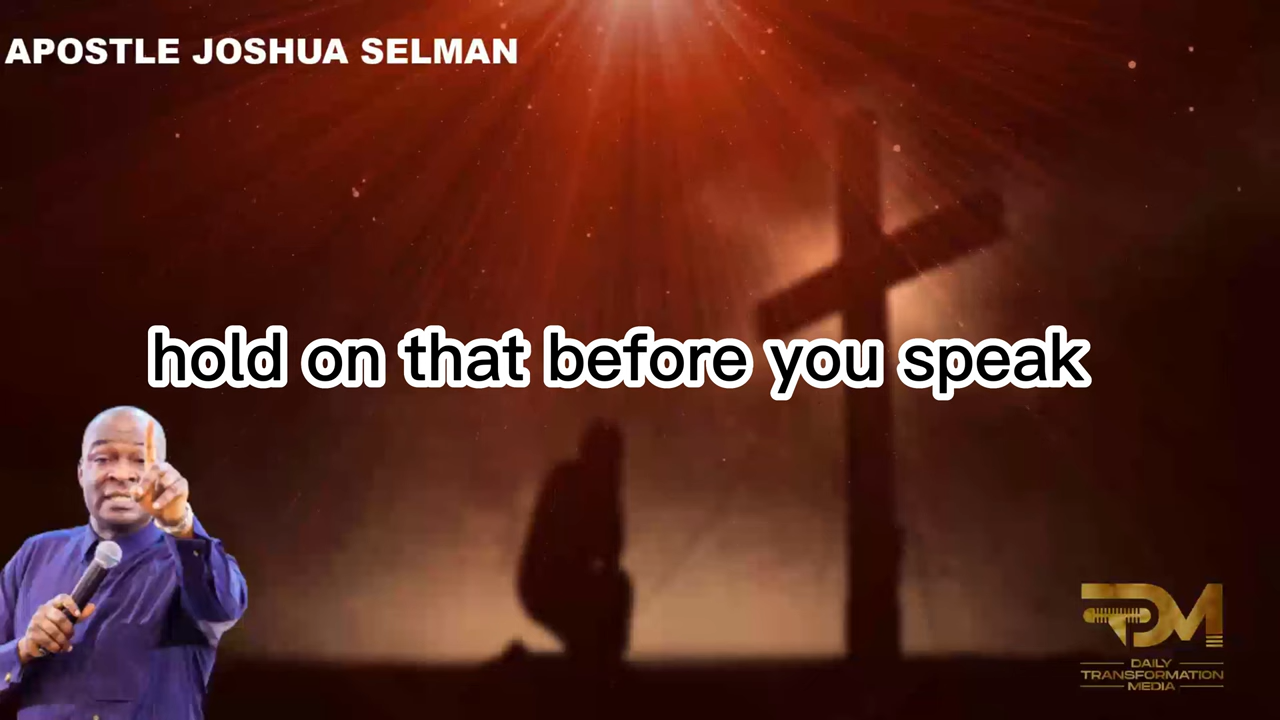 APOSTLE JOSHUA SELMAN
hold on that before you speak
DAILY
TRANSFORMATION
MEDIA